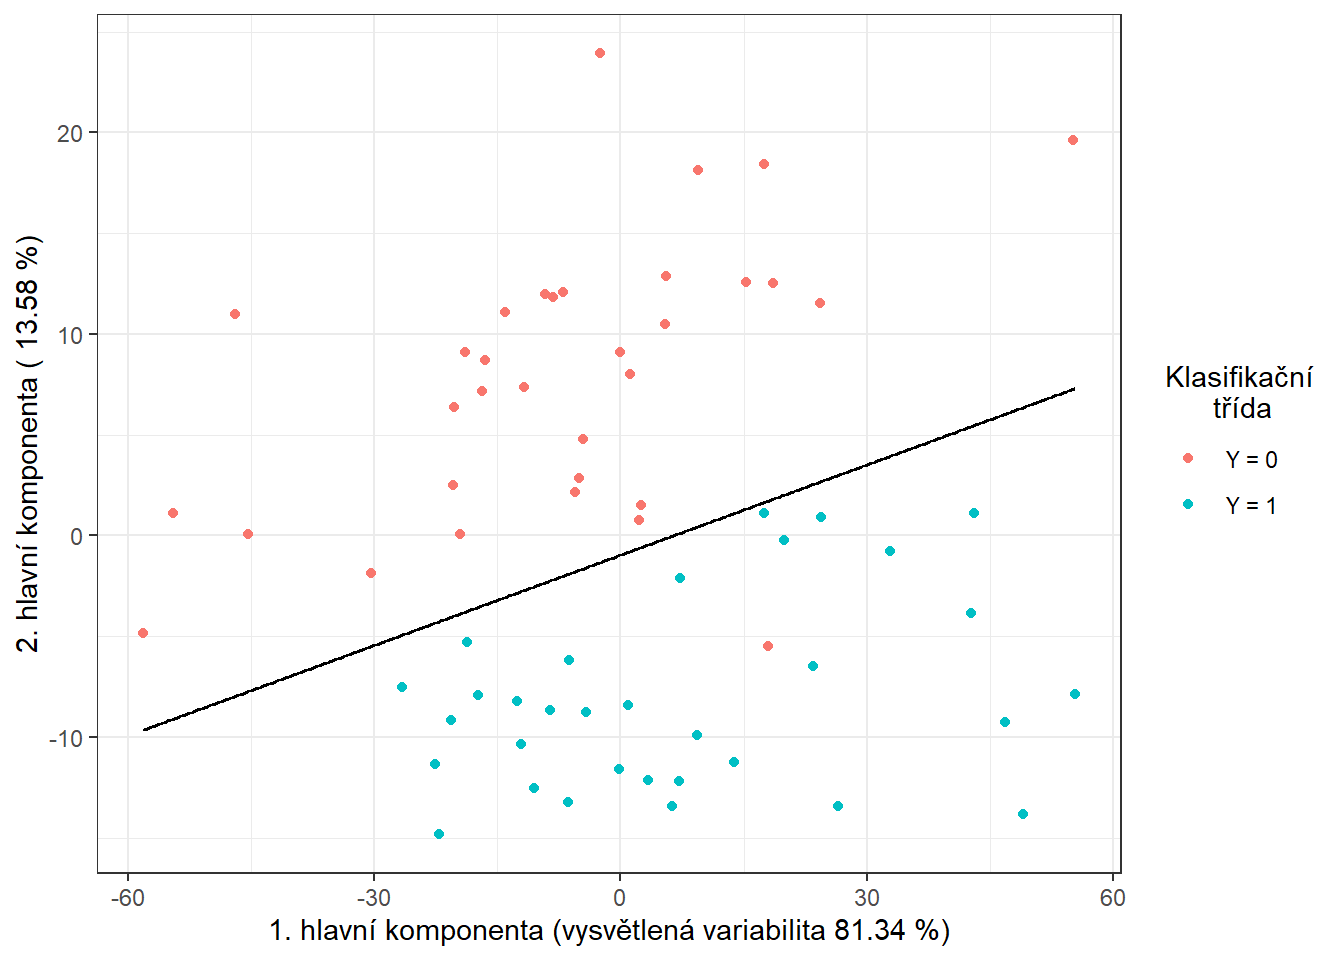 20
10
0
-10
-60
-30
0
30
60
1. hlavní komponenta (vysvětlená variabilita 81.34 %)
2. hlavní komponenta ( 13.58 %)
Klasifikační
třída
Y = 0
Y = 1